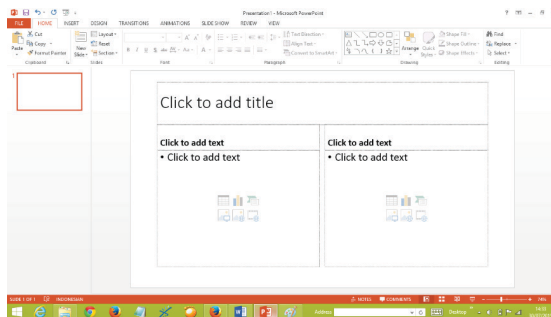 Presentation1 - Microsoft PowerPoint
FILE HOME INSERT DESIGN TRANSITIONS ANIMATIONS SLIDE SHOW REVIEW VIEW
Paste
Cut
Copy
Format Painter
Clipboard
New Slide
Layout
Reset
Section
Slides
Font
Text Direction
Align Text
Convert to SmartArt
Paragraph
Arrange
Quick Styles
Shape Fill
Shape Outline
Shape Effects
Drawing
Find
Replace
Select
Editing
1
Click to add title
Click to add text
• Click to add text
Click to add text
• Click to add text
SLIDE 1 OF 1 INDONESIAN NOTES COMMENTS 74%
Address Desktop